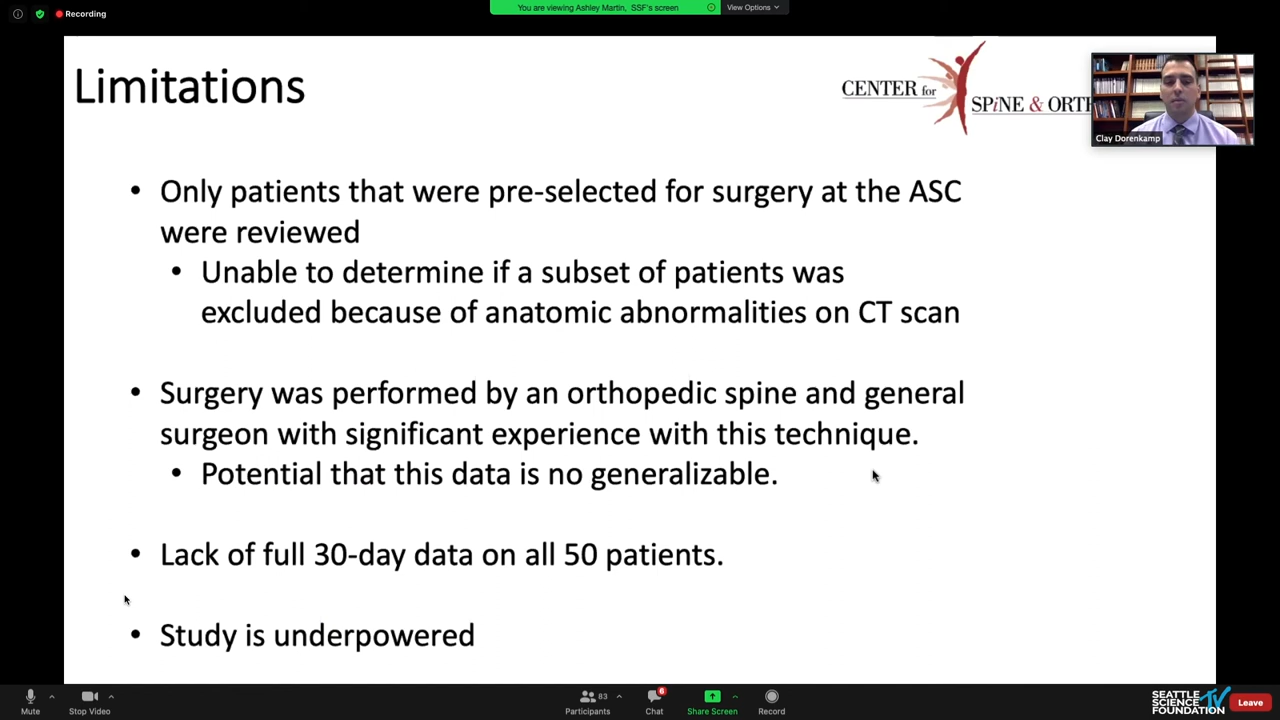 Recording
You are viewing Ashley Martin, SSF's screen
View Options
Limitations
CENTER for
SPiNE & ORTH
Clay Dorenkamp
• Only patients that were pre-selected for surgery at the ASC
were reviewed
• Unable to determine if a subset of patients was
excluded because of anatomic abnormalities on CT scan
• Surgery was performed by an orthopedic spine and general
surgeon with significant experience with this technique.
• Potential that this data is no generalizable.
• Lack of full 30-day data on all 50 patients.
• Study is underpowered
Mute
Stop Video
83
Participants
6
Chat
Share Screen
Record
SEATTLE
SCIENCE
FOUNDATION
TV
Leave